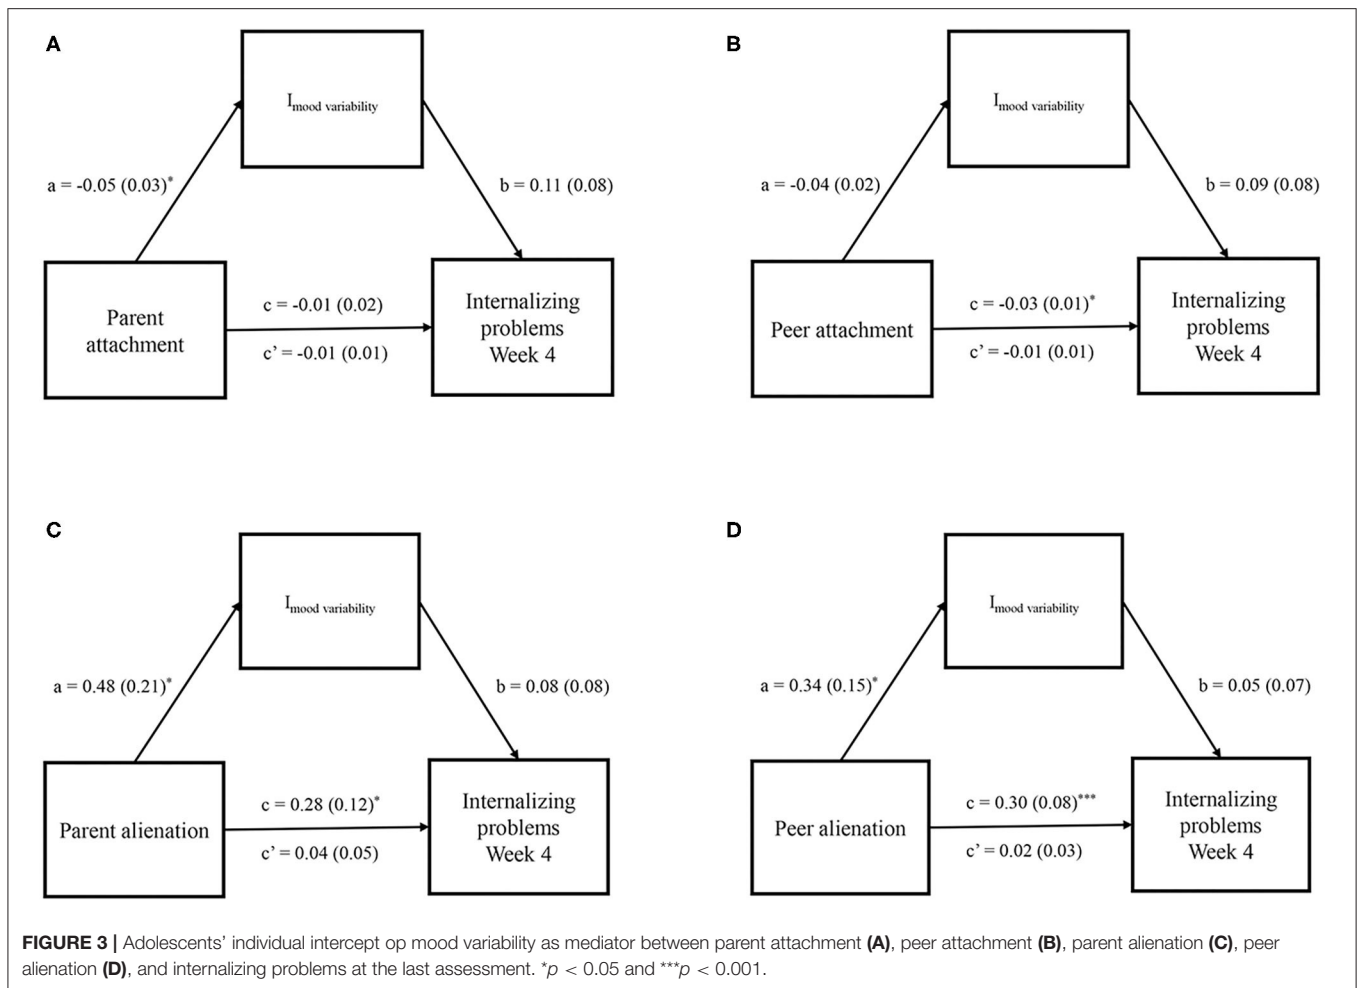 A
I mood variability
a = -0.05 (0.03)*
b = 0.11 (0.08)
Parent
attachment
c = -0.01 (0.02)
c’ = -0.01 (0.01)
Internalizing
problems
Week 4
B
I mood variability
a = -0.04 (0.02)
b = 0.09 (0.08)
Peer attachment
c = -0.03 (0.01)*
c’ = -0.01 (0.01)
Internalizing
problems
Week 4
C
I mood variability
a = 0.48 (0.21)*
b = 0.08 (0.08)
Parent alienation
c = 0.28 (0.12)*
c’ = 0.04 (0.05)
Internalizing
problems
Week 4
D
I mood variability
a = 0.34 (0.15)*
b = 0.05 (0.07)
Peer alienation
c = 0.30 (0.08)***
c’ = 0.02 (0.03)
Internalizing
problems
Week 4
FIGURE 3 | Adolescents’ individual intercept op mood variability as mediator between parent attachment (A), peer attachment (B), parent alienation (C), peer
alienation (D), and internalizing problems at the last assessment. *p < 0.05 and ***p < 0.001.